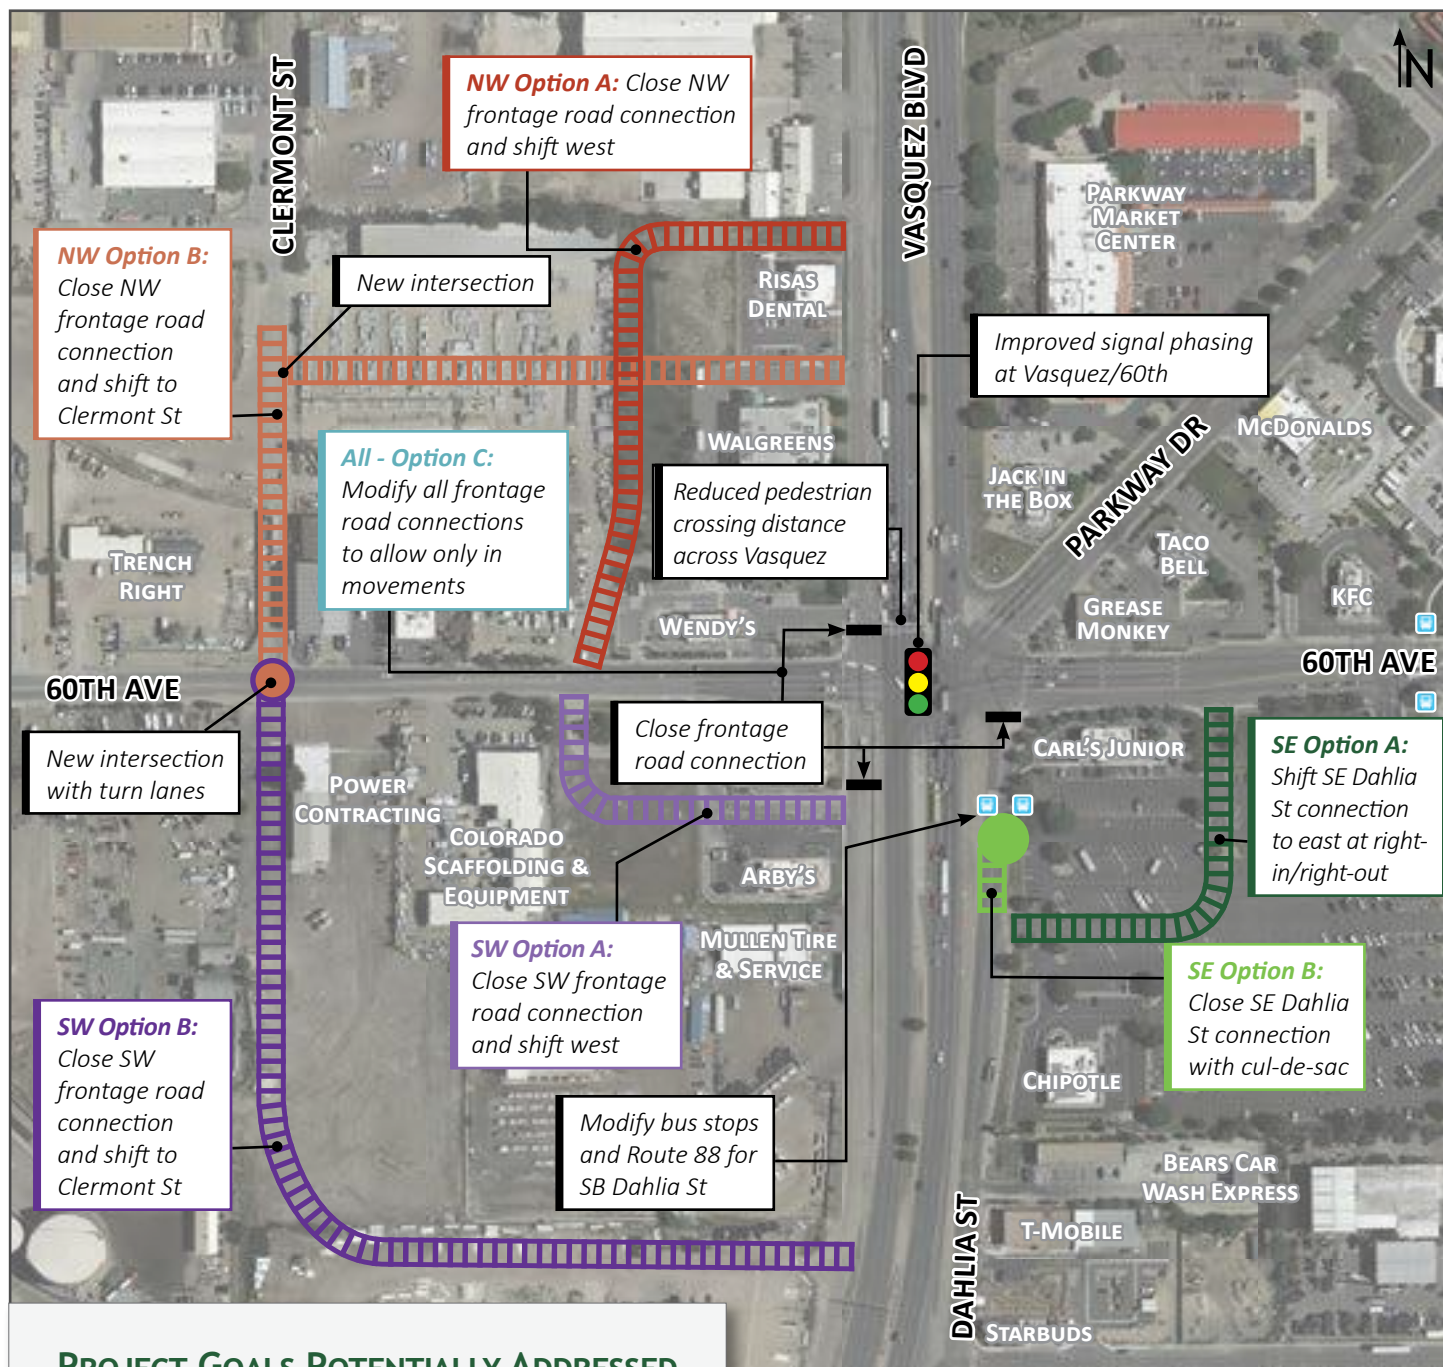 N
CLERMONT ST
VASQUEZ BLVD
NW Option A: Close NW
frontage road connection
and shift west
PARKWAY
MARKET
CENTER
NW Option B:
Close NW
frontage road
connection
and shift to
Clermont St
New intersection
RISAS
DENTAL
Improved signal phasing
at Vasquez/60th
All - Option C:
Modify all frontage
road connections
to allow only in
movements
WALGREENS
Reduced pedestrian
crossing distance
across Vasquez
JACK IN
THE BOX
PARKWAY DR
MCDONALDS
TACO
BELL
TRENCH
RIGHT
WENDY'S
GREASE
MONKEY
KFC
60TH AVE
60TH AVE
New intersection
with turn lanes
Close frontage
road connection
CARL'S JUNIOR
SE Option A:
Shift SE Dahlia
St connection
to east at right-
in/right-out
POWER
CONTRACTING
COLORADO
SCAFFOLDING &
EQUIPMENT
ARBY'S
SW Option A:
Close SW frontage
road connection
and shift west
MULLEN TIRE
& SERVICE
SE Option B:
Close SE Dahlia
St connection
with cul-de-sac
SW Option B:
Close SW
frontage road
connection
and shift to
Clermont St
Modify bus stops
and Route 88 for
SB Dahlia St
CHIPOTLE
BEARS CAR
WASH EXPRESS
DAHLIA ST
T-MOBILE
STARBUDS
PROJECT GOALS POTENTIALLY ADDRESSED